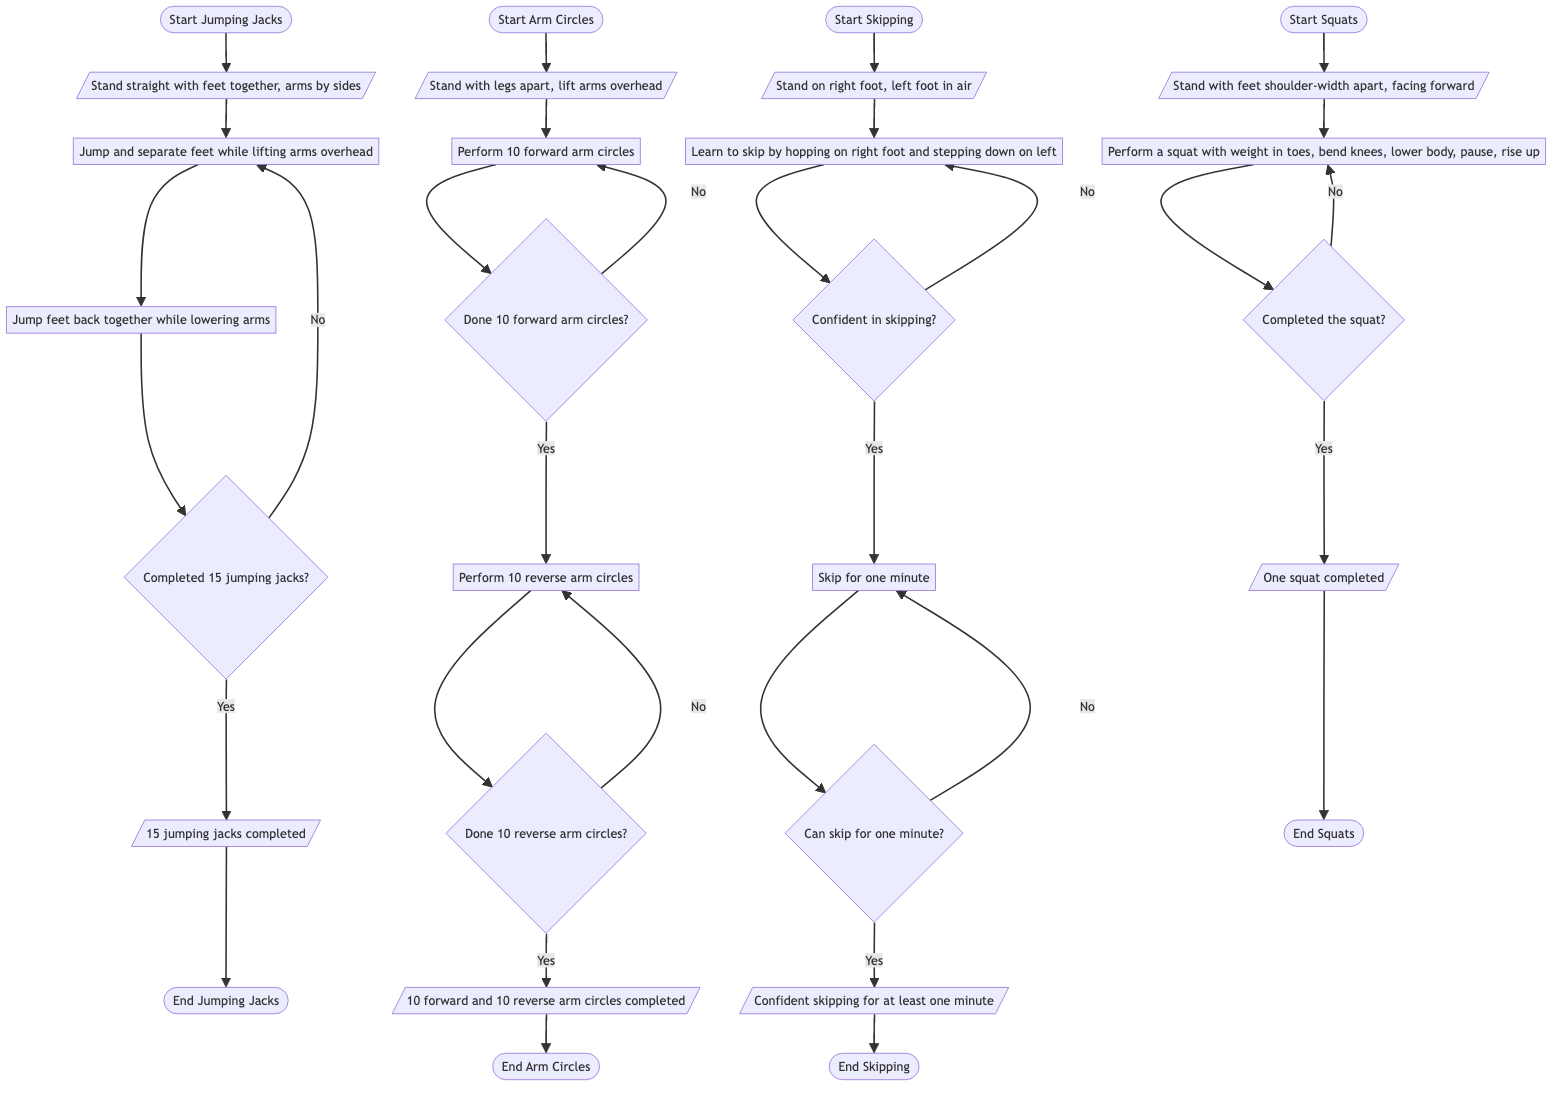 Start Jumping Jacks
Stand straight with feet together, arms by sides
Jump and separate feet while lifting arms overhead
Jump feet back together while lowering arms
No
Completed 15 jumping jacks?
Yes
15 jumping jacks completed
End Jumping Jacks
Start Arm Circles
Stand with legs apart, lift arms overhead
Perform 10 forward arm circles
No
Done 10 forward arm circles?
Yes
Perform 10 reverse arm circles
No
Done 10 reverse arm circles?
Yes
10 forward and 10 reverse arm circles completed
End Arm Circles
Start Skipping
Stand on right foot, left foot in air
Learn to skip by hopping on right foot and stepping down on left
No
Confident in skipping?
Yes
Skip for one minute
No
Can skip for one minute?
Yes
Confident skipping for at least one minute
End Skipping
Start Squats
Stand with feet shoulder-width apart, facing forward
Perform a squat with weight in toes, bend knees, lower body, pause, rise up
No
Completed the squat?
Yes
One squat completed
End Squats